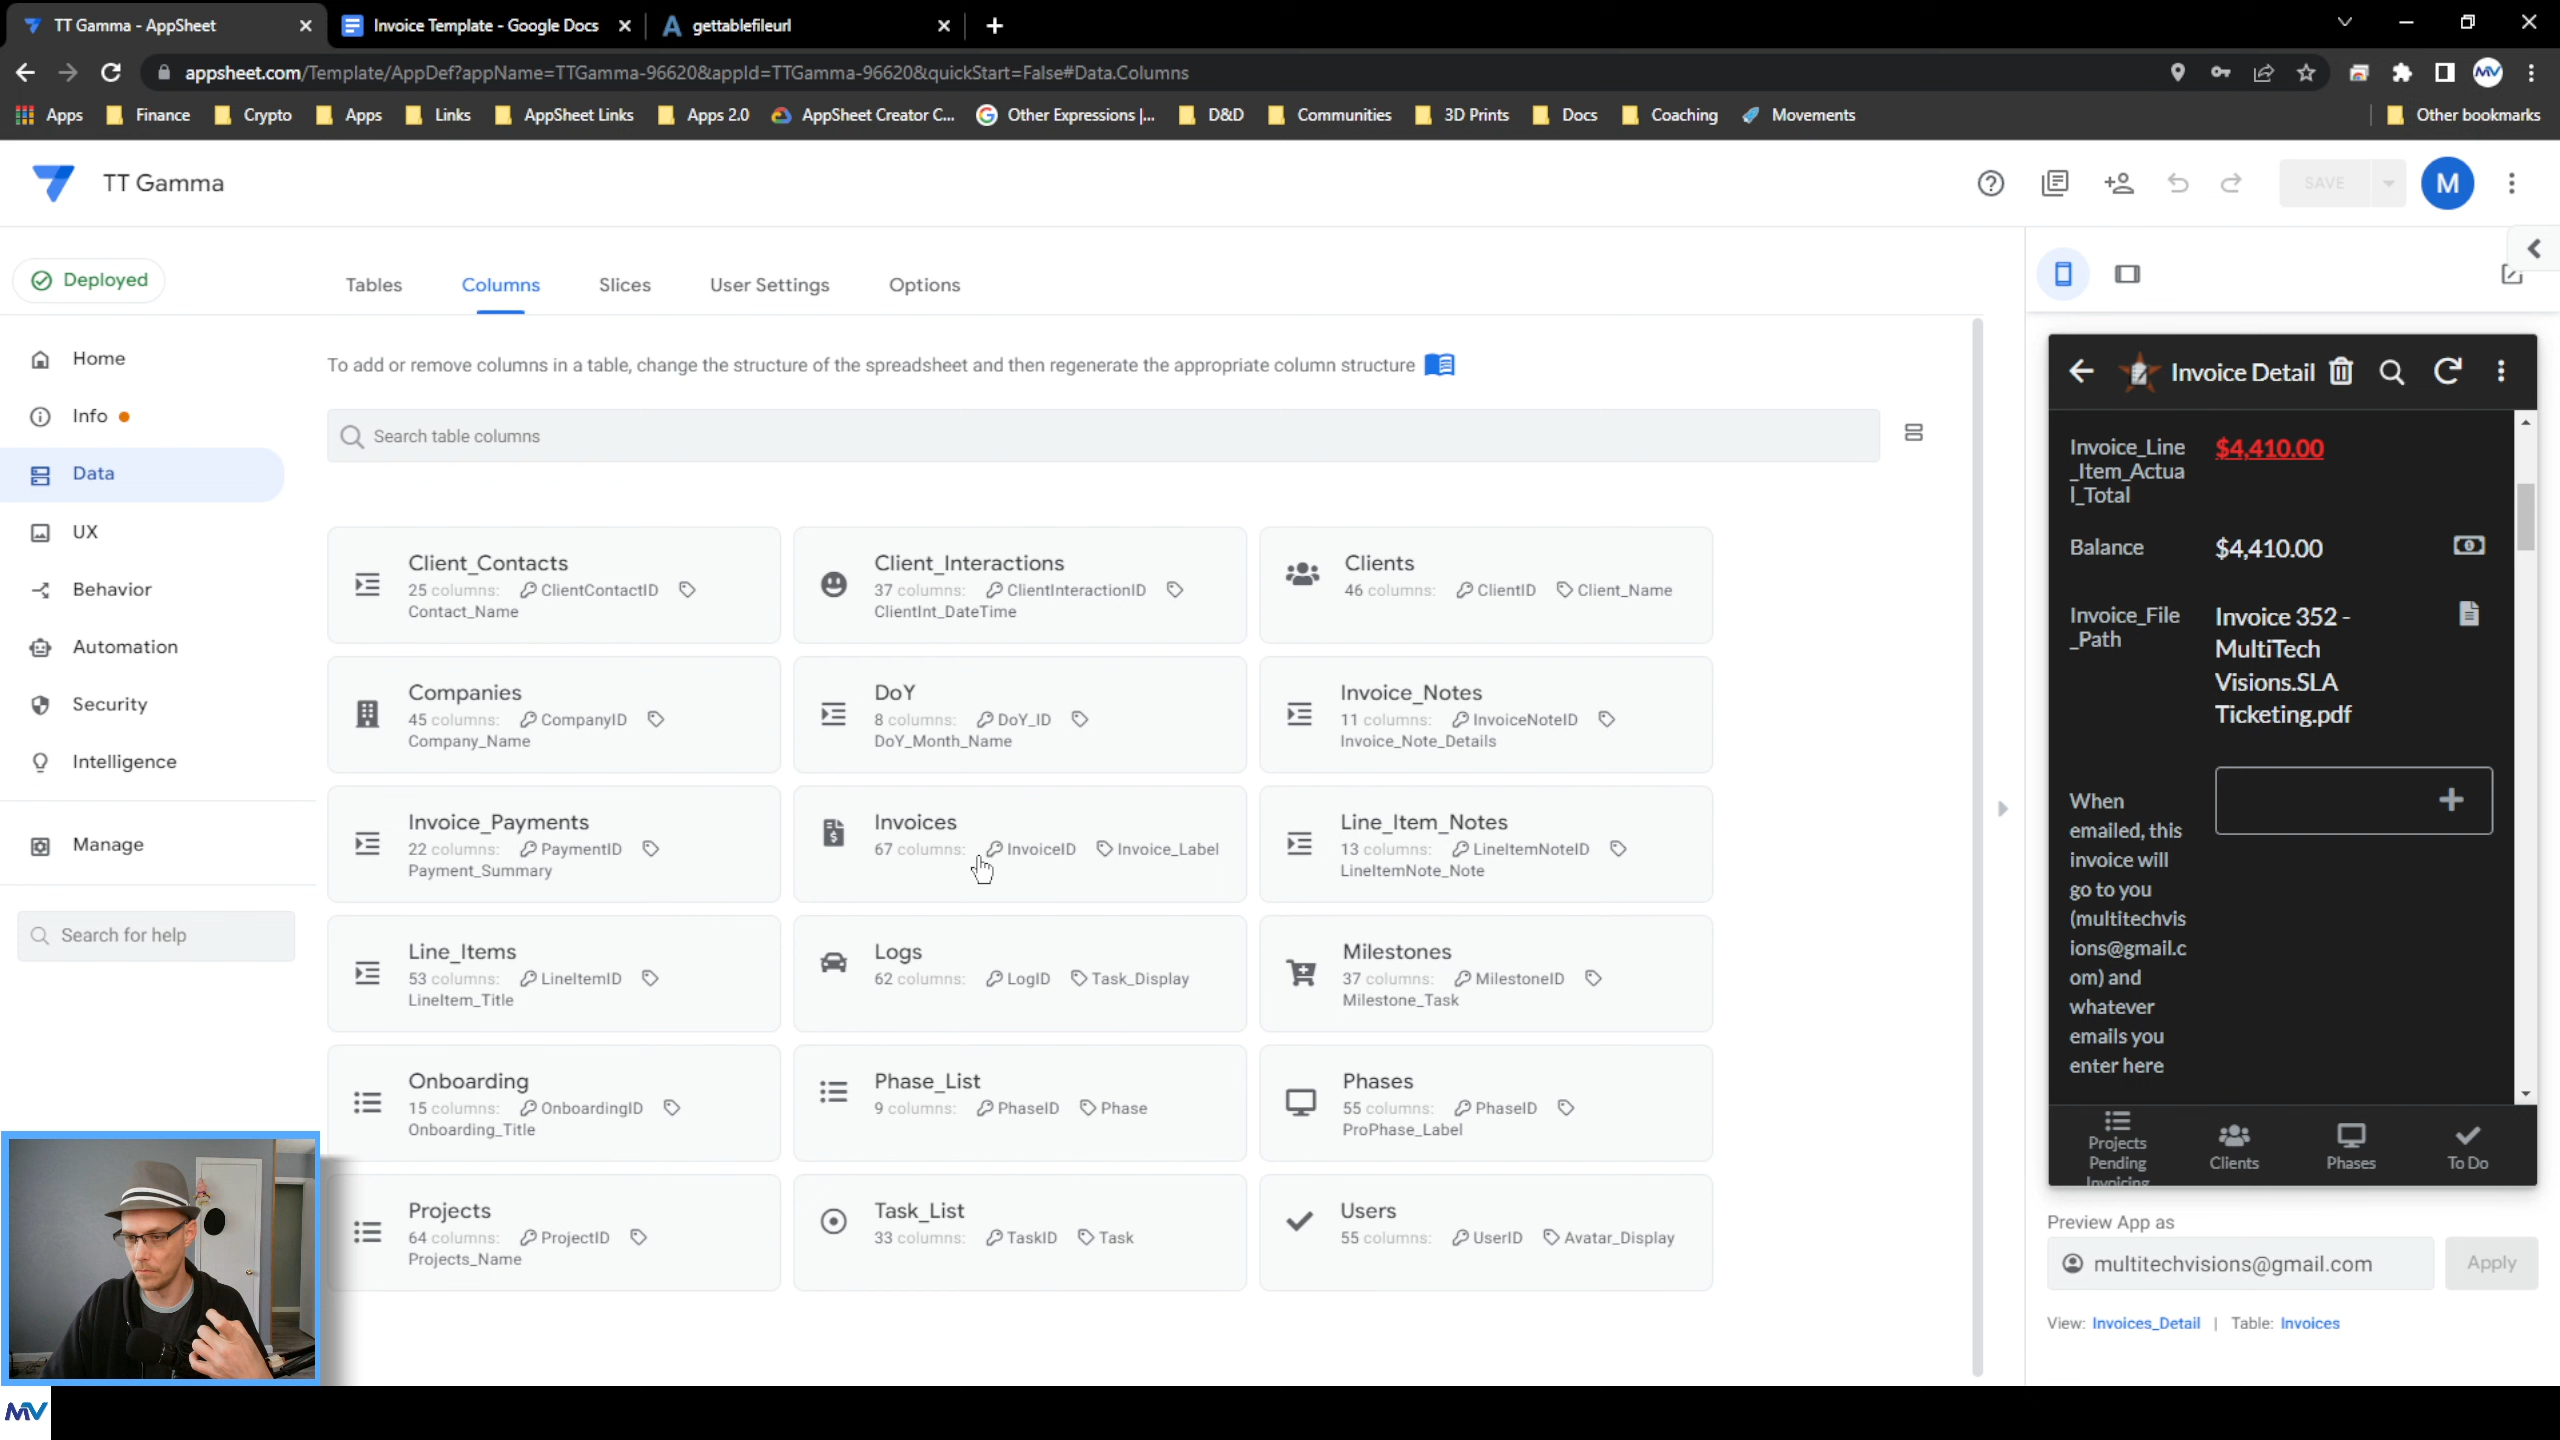 TT Gamma - AppSheet
Invoice Template - Google Docs
gettablefileurl
appsheet.com/Template/AppDef?appName=TTGamma-96620&appId=TTGamma-96620&quickStart=False#Data.Columns
MV
Apps
Finance
Crypto
Apps
Links
AppSheet Links
Apps 2.0
AppSheet Creator C...
Other Expressions |...
D&D
Communities
3D Prints
Docs
Coaching
Movements
Other bookmarks
TT Gamma
SAVE
M
Deployed
Tables
Columns
Slices
User Settings
Options
Home
Info
Data
UX
Behavior
Automation
Security
Intelligence
Manage
Search for help
To add or remove columns in a table, change the structure of the spreadsheet and then regenerate the appropriate column structure
Search table columns
Client_Contacts
25 columns: ClientContactID
Contact_Name
Client_Interactions
37 columns: ClientInteractionID
ClientInt_DateTime
Clients
46 columns: ClientID Client_Name
Companies
45 columns: CompanyID
Company_Name
DoY
8 columns: DoY_ID
DoY_Month_Name
Invoice_Notes
11 columns: InvoiceNoteID
Invoice_Note_Details
Invoice_Payments
22 columns: PaymentID
Payment_Summary
Invoices
67 columns: InvoiceID Invoice_Label
Line_Item_Notes
13 columns: LineItemNoteID
LineItemNote_Note
Line_Items
53 columns: LineItemID
LineItem_Title
Logs
62 columns: LogID Task_Display
Milestones
37 columns: MilestoneID
Milestone_Task
Onboarding
15 columns: OnboardingID
Onboarding_Title
Phase_List
9 columns: PhaseID Phase
Phases
55 columns: PhaseID
ProPhase_Label
Projects
64 columns: ProjectID
Projects_Name
Task_List
33 columns: TaskID Task
Users
55 columns: UserID Avatar_Display
Invoice Detail
Invoice_Line
_Item_Actua
l_Total
$4,410.00
Balance
$4,410.00
Invoice_File
_Path
Invoice 352 -
MultiTech
Visions.SLA
Ticketing.pdf
When
emailed, this
invoice will
go to you
(multitechvis
ions@gmail.c
om) and
whatever
emails you
enter here
Projects
Pending
Invoicing
Clients
Phases
To Do
Preview App as
multitechvisions@gmail.com
Apply
View: Invoices_Detail | Table: Invoices
MV